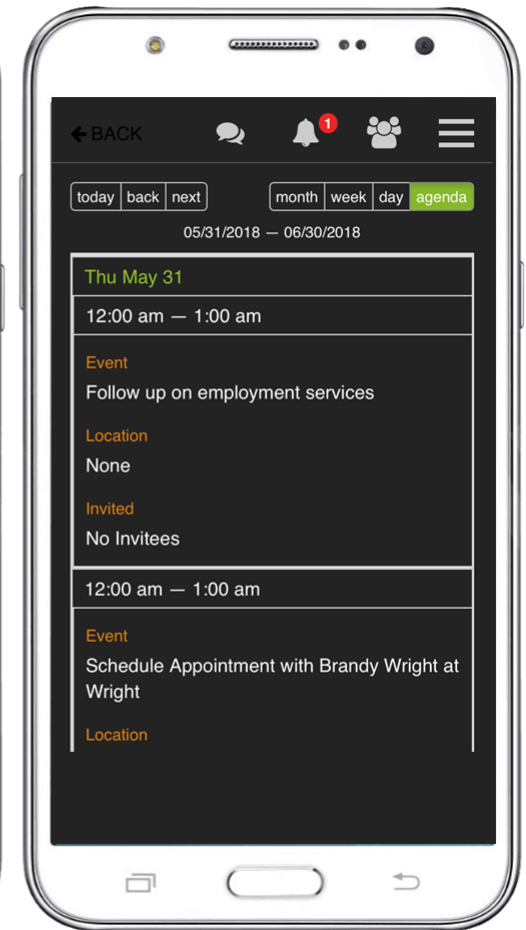 BACK
1
today back next
month week day agenda
05/31/2018 — 06/30/2018
Thu May 31
12:00 am — 1:00 am
Event
Follow up on employment services
Location
None
Invited
No Invitees
12:00 am — 1:00 am
Event
Schedule Appointment with Brandy Wright at
Wright
Location